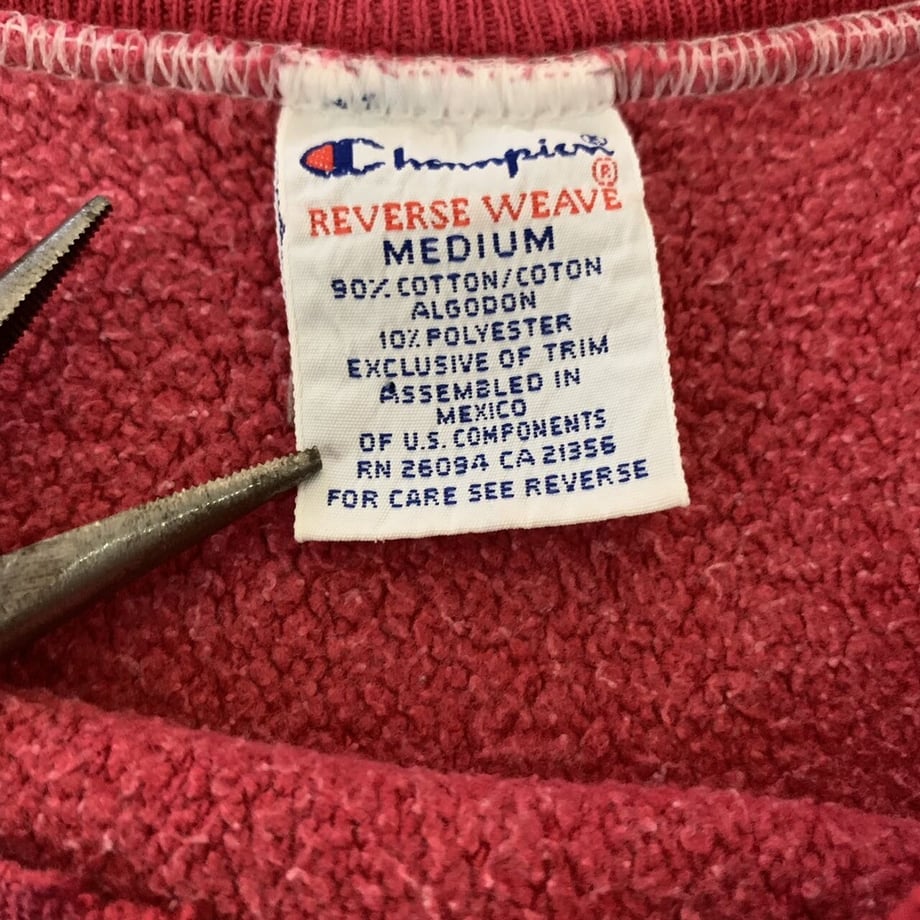 Champion®
REVERSE WEAVE®
MEDIUM
90% COTTON/COTON
ALGODON
10% POLYESTER
EXCLUSIVE OF TRIM
ASSEMBLED IN
MEXICO
OF U.S. COMPONENTS
RN 26094 CA 21356
FOR CARE SEE REVERSE